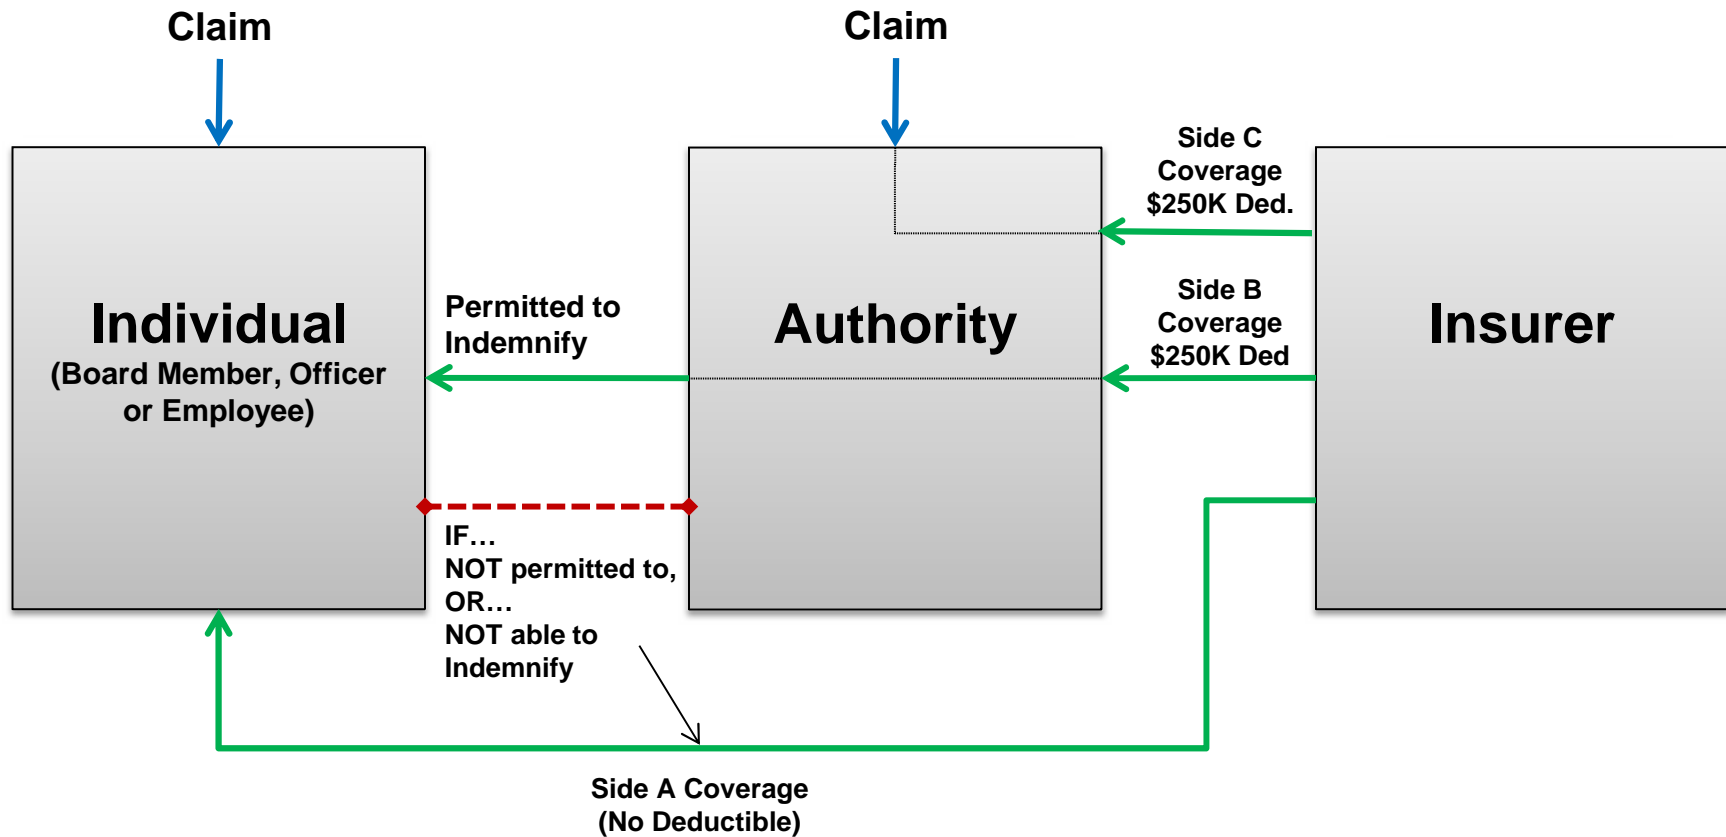 Claim
Claim
Individual
(Board Member, Officer
or Employee)
Permitted to
Indemnify
Authority
Side C
Coverage
$250K Ded.
Side B
Coverage
$250K Ded
Insurer
IF…
NOT permitted to,
OR…
NOT able to
Indemnify
Side A Coverage
(No Deductible)